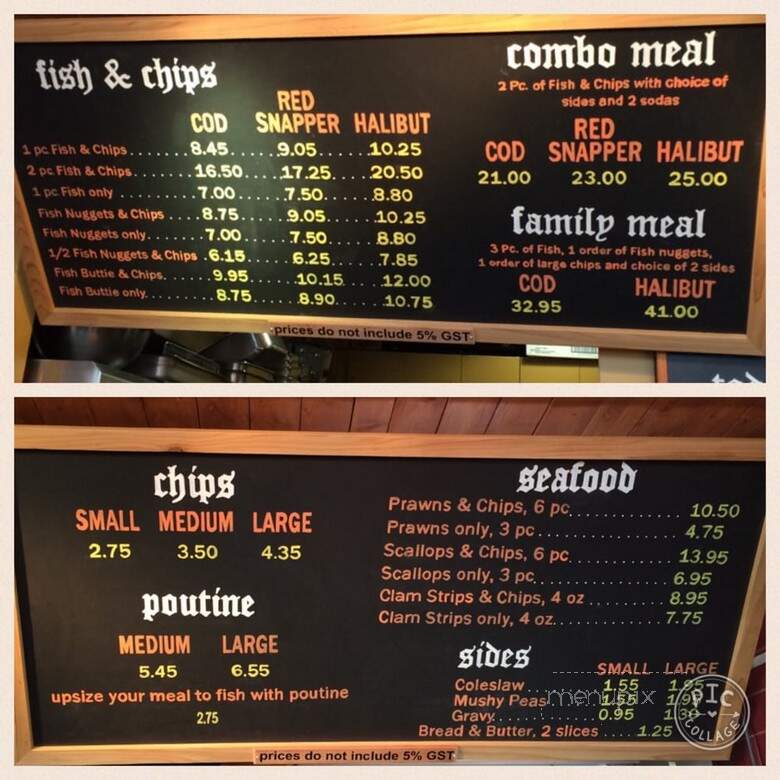 fish & chips
COD RED SNAPPER HALIBUT
1 pc Fish & Chips 8.45 9.05 10.25
2 pc Fish & Chips 16.50 17.25 20.50
1 pc Fish only 7.00 7.50 8.80
Fish Nuggets & Chips 8.75 9.05 10.25
Fish Nuggets only 7.00 7.50 8.80
1/2 Fish Nuggets & Chips 6.15 6.25 7.85
Fish Buttie & Chips 9.95 10.15 12.00
Fish Buttie only 8.75 8.90 10.75
combo meal
2 Pc. of Fish & Chips with choice of
sides and 2 sodas
COD RED SNAPPER HALIBUT
21.00 23.00 25.00
family meal
3 Pc. of Fish, 1 order of Fish nuggets,
1 order of large chips and choice of 2 sides
COD HALIBUT
32.95 41.00
prices do not include 5% GST
chips
SMALL MEDIUM LARGE
2.75 3.50 4.35
poutine
MEDIUM LARGE
5.45 6.55
upsize your meal to fish with poutine
2.75
seafood
Prawns & Chips, 6 pc 10.50
Prawns only, 3 pc 4.75
Scallops & Chips, 6 pc 13.95
Scallops only, 3 pc 6.95
Clam Strips & Chips, 4 oz 8.95
Clam Strips only, 4 oz 7.75
sides
SMALL LARGE
Coleslaw 1.55
Mushy Peas 1.55
Gravy 0.95
Bread & Butter, 2 slices 1.25
menupix
PIC COLLAGE
prices do not include 5% GST